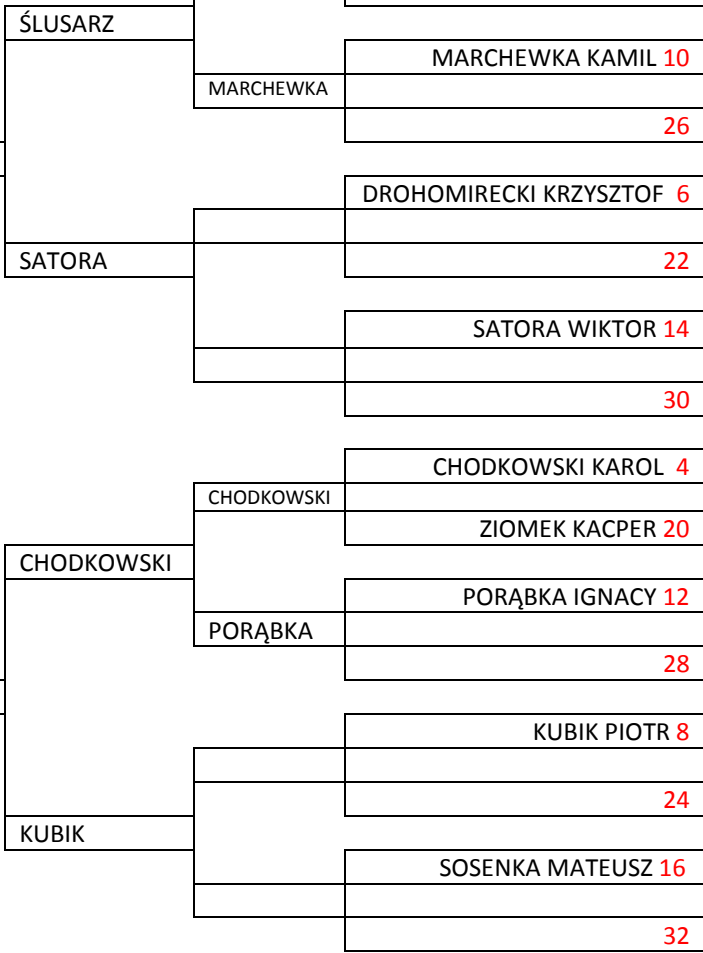 ŚLUSARZ
MARCHEWKA KAMIL 10
MARCHEWKA
26
DROHOMIRECKI KRZYSZTOF 6
SATORA
22
SATORA WIKTOR 14
30
CHODKOWSKI KAROL 4
CHODKOWSKI
ZIOMEK KACPER 20
CHODKOWSKI
PORĄBKA IGNACY 12
PORĄBKA
28
KUBIK PIOTR 8
24
KUBIK
SOSENKA MATEUSZ 16
32